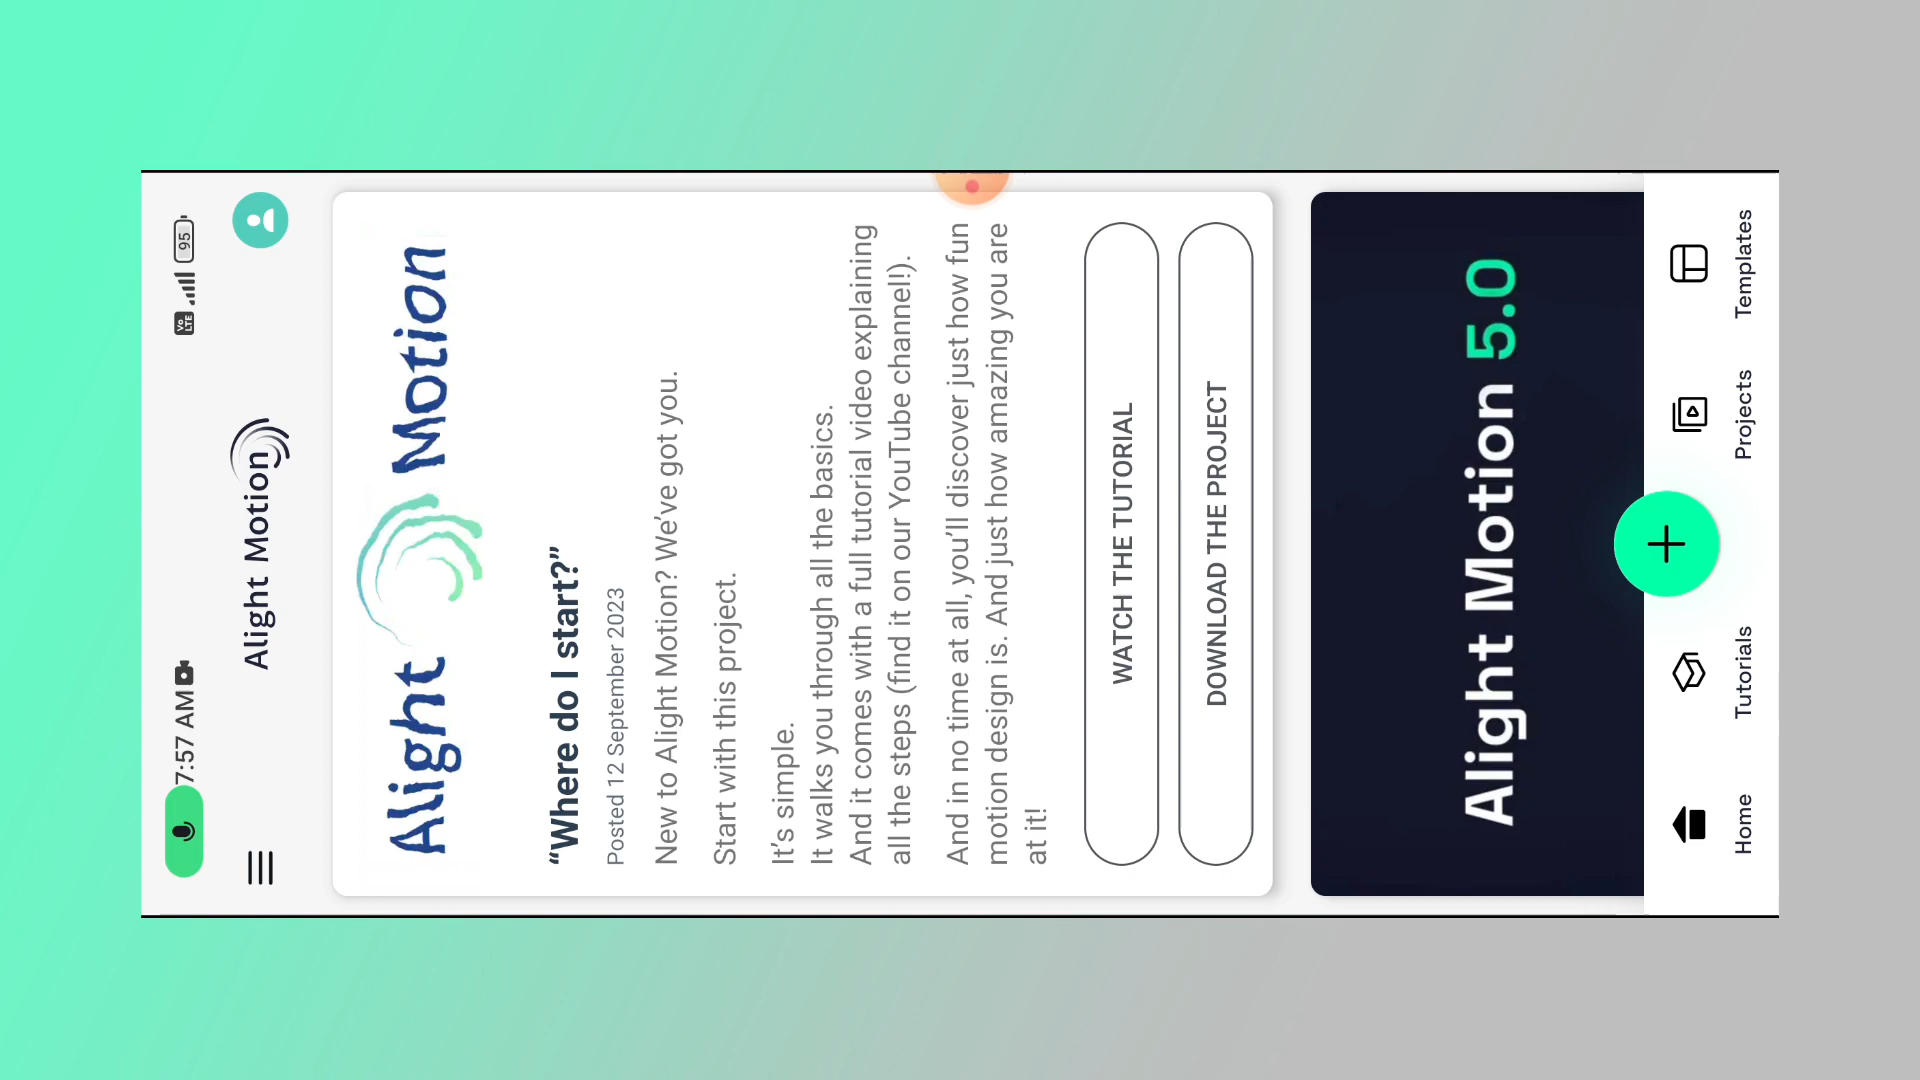 7:57 AM
Vo LTE
95
Alight Motion
Alight Motion
“Where do I start?”
Posted 12 September 2023
New to Alight Motion? We’ve got you.
Start with this project.
It’s simple.
It walks you through all the basics.
And it comes with a full tutorial video explaining
all the steps (find it on our YouTube channel!).
And in no time at all, you’ll discover just how fun
motion design is. And just how amazing you are
at it!
WATCH THE TUTORIAL
DOWNLOAD THE PROJECT
Alight Motion 5.0
Home
Tutorials
Projects
Templates